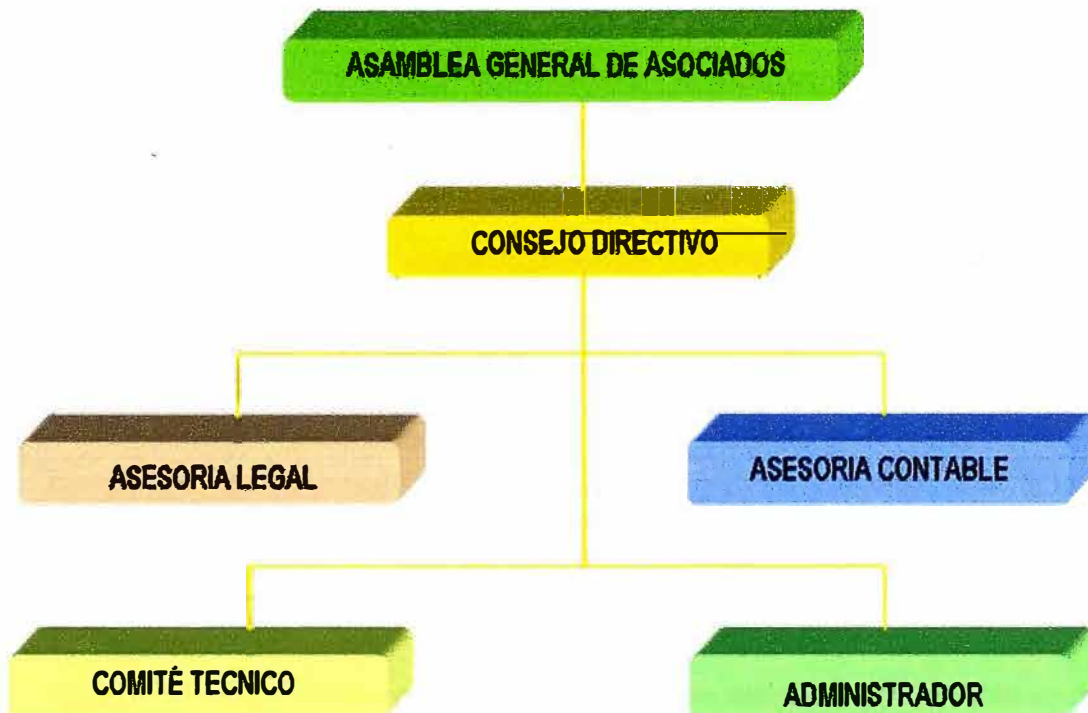 ASAMBLEA GENERAL DE ASOCIADOS
CONSEJO DIRECTIVO
ASESORIA LEGAL
ASESORIA CONTABLE
COMITÉ TECNICO
ADMINISTRADOR